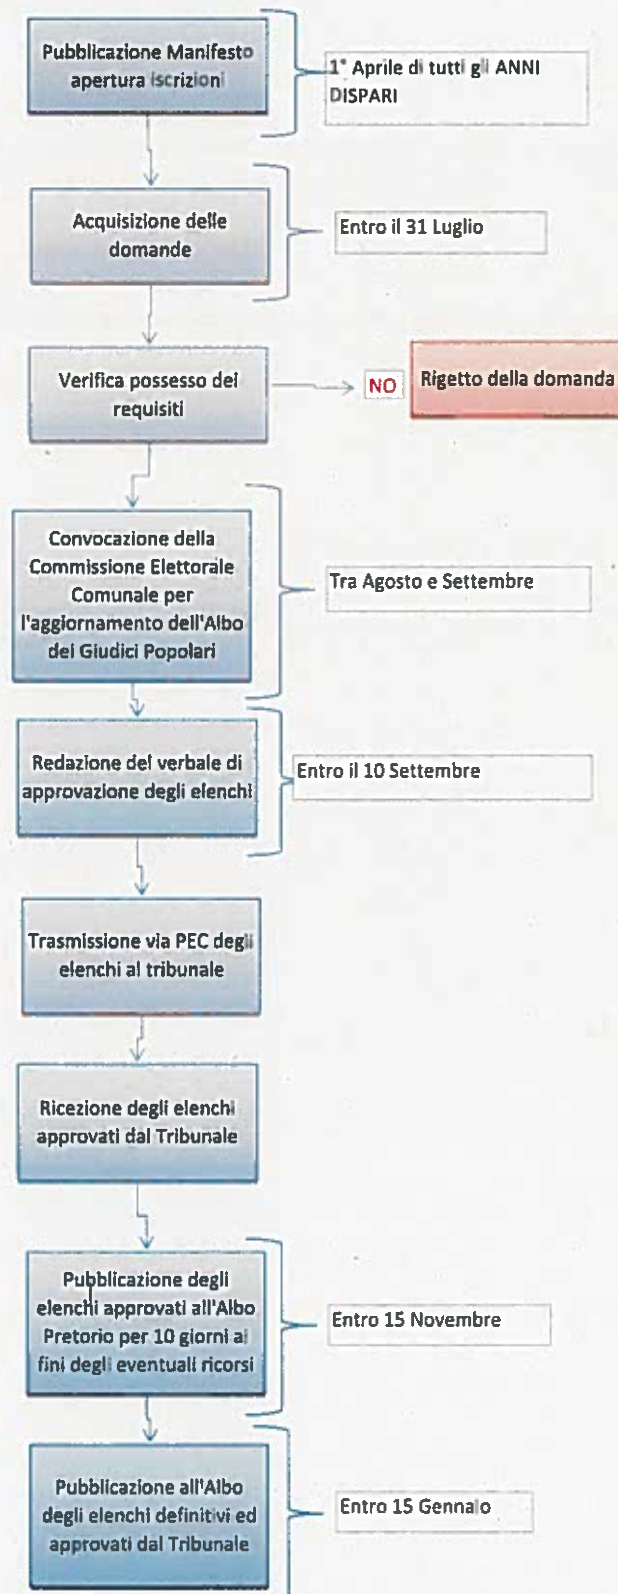 Pubblicazione Manifesto
apertura iscrizioni
1° Aprile di tutti gli ANNI
DISPARI
Acquisizione delle
domande
Entro il 31 Luglio
Verifica possesso dei
requisiti
NO
Rigetto della domanda
Convocazione della
Commissione Elettorale
Comunale per
l'aggiornamento dell'Albo
dei Giudici Popolari
Tra Agosto e Settembre
Redazione del verbale di
approvazione degli elenchi
Entro il 10 Settembre
Trasmissione via PEC degli
elenchi al tribunale
Ricezione degli elenchi
approvati dal Tribunale
Pubblicazione degli
elenchi approvati all'Albo
Pretorio per 10 giorni ai
fini degli eventuali ricorsi
Entro 15 Novembre
Pubblicazione all'Albo
degli elenchi definitivi ed
approvati dal Tribunale
Entro 15 Gennaio